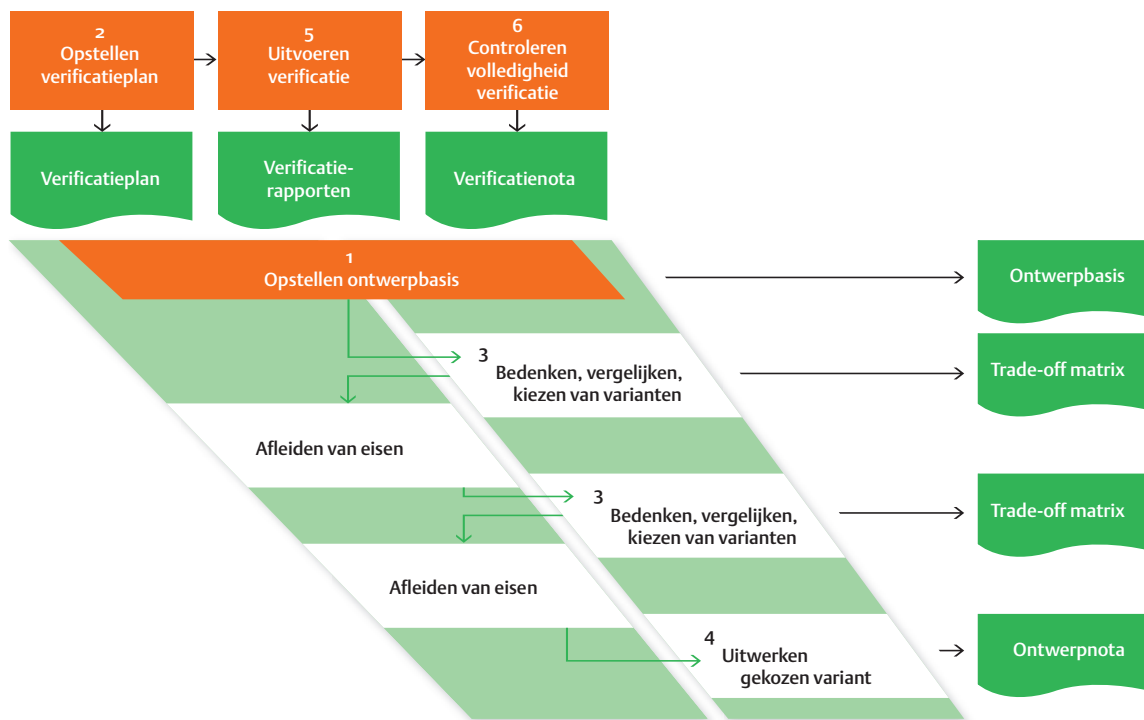 2
Opstellen
verificatieplan
5
Uitvoeren
verificatie
6
Controleren
volledigheid
verificatie
Verificatieplan
Verificatie-
rapporten
Verificatienota
1
Opstellen ontwerpbasis
Ontwerpbasis
3
Bedenken, vergelijken,
kiezen van varianten
Trade-off matrix
Afleiden van eisen
3
Bedenken, vergelijken,
kiezen van varianten
Trade-off matrix
Afleiden van eisen
4
Uitwerken
gekozen variant
Ontwerpnota